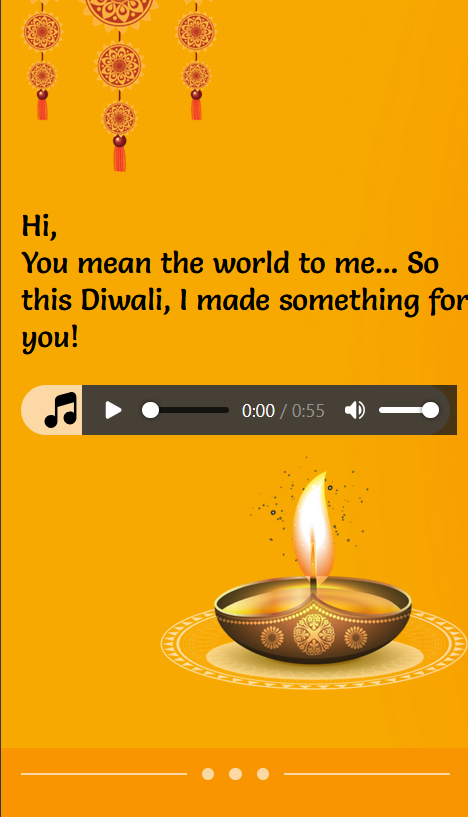 Hi,
You mean the world to me... So
this Diwali, I made something for
you!
0:00 / 0:55